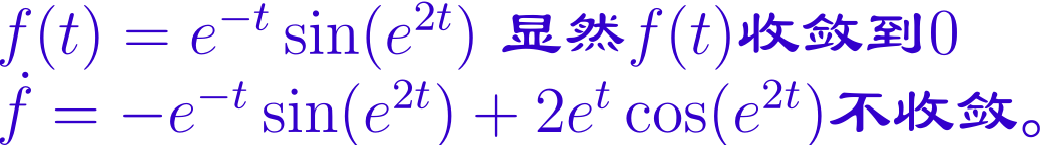 f(t) = e^{-t} sin(e^{2t}) 显然f(t)收敛到0
ḟ = −e^{-t} sin(e^{2t}) + 2e^{t} cos(e^{2t})不收敛。